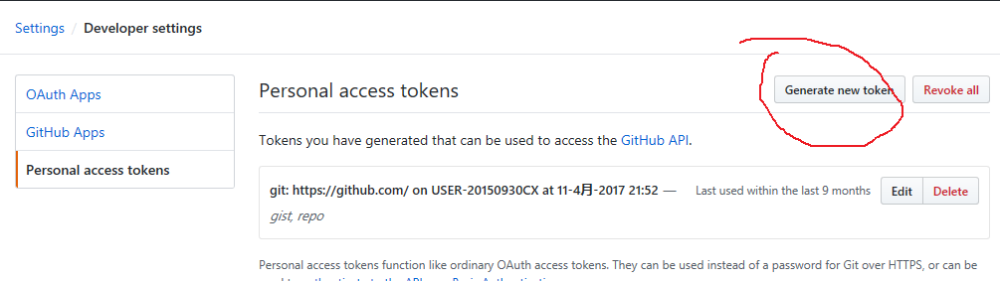 Settings / Developer settings
OAuth Apps
GitHub Apps
Personal access tokens
Personal access tokens
Generate new token
Revoke all
Tokens you have generated that can be used to access the GitHub API.
git: https://github.com/ on USER-20150930CX at 11-4月-2017 21:52 —
gist, repo
Last used within the last 9 months
Edit
Delete
Personal access tokens function like ordinary OAuth access tokens. They can be used instead of a password for Git over HTTPS, or can be